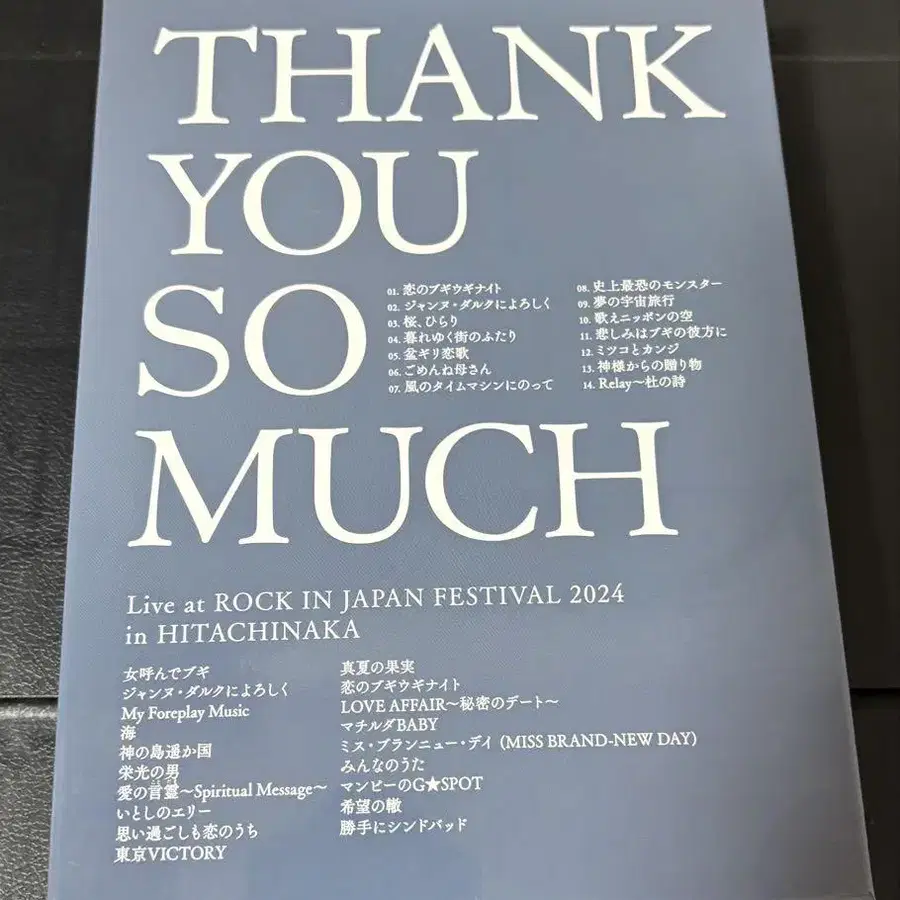 THANK
YOU
SO
01. 恋のブギウギナイト
02. ジャンヌ・ダルクによろしく
03. 桜、ひらり
04. 暮れゆく街のふたり
05. 盆ギリ恋歌
06. ごめんね母さん
07. 風のタイムマシンにのって
08. 史上最恐のモンスター
09. 夢の宇宙旅行
10. 歌えニッポンの空
11. 悲しみはブギの彼方に
12. ミツコとカンジ
13. 神様からの贈り物
14. Relay〜杜の詩
MUCH
Live at ROCK IN JAPAN FESTIVAL 2024
in HITACHINAKA
女呼んでブギ
ジャンヌ・ダルクによろしく
My Foreplay Music
海
神の島遥か国
栄光の男
愛の言霊〜Spiritual Message〜
いとしのエリー
思い過ごしも恋のうち
東京VICTORY
真夏の果実
恋のブギウギナイト
LOVE AFFAIR〜秘密のデート〜
マチルダBABY
ミス・ブランニュー・デイ (MISS BRAND-NEW DAY)
みんなのうた
マンピーのG★SPOT
希望の轍
勝手にシンドバッド